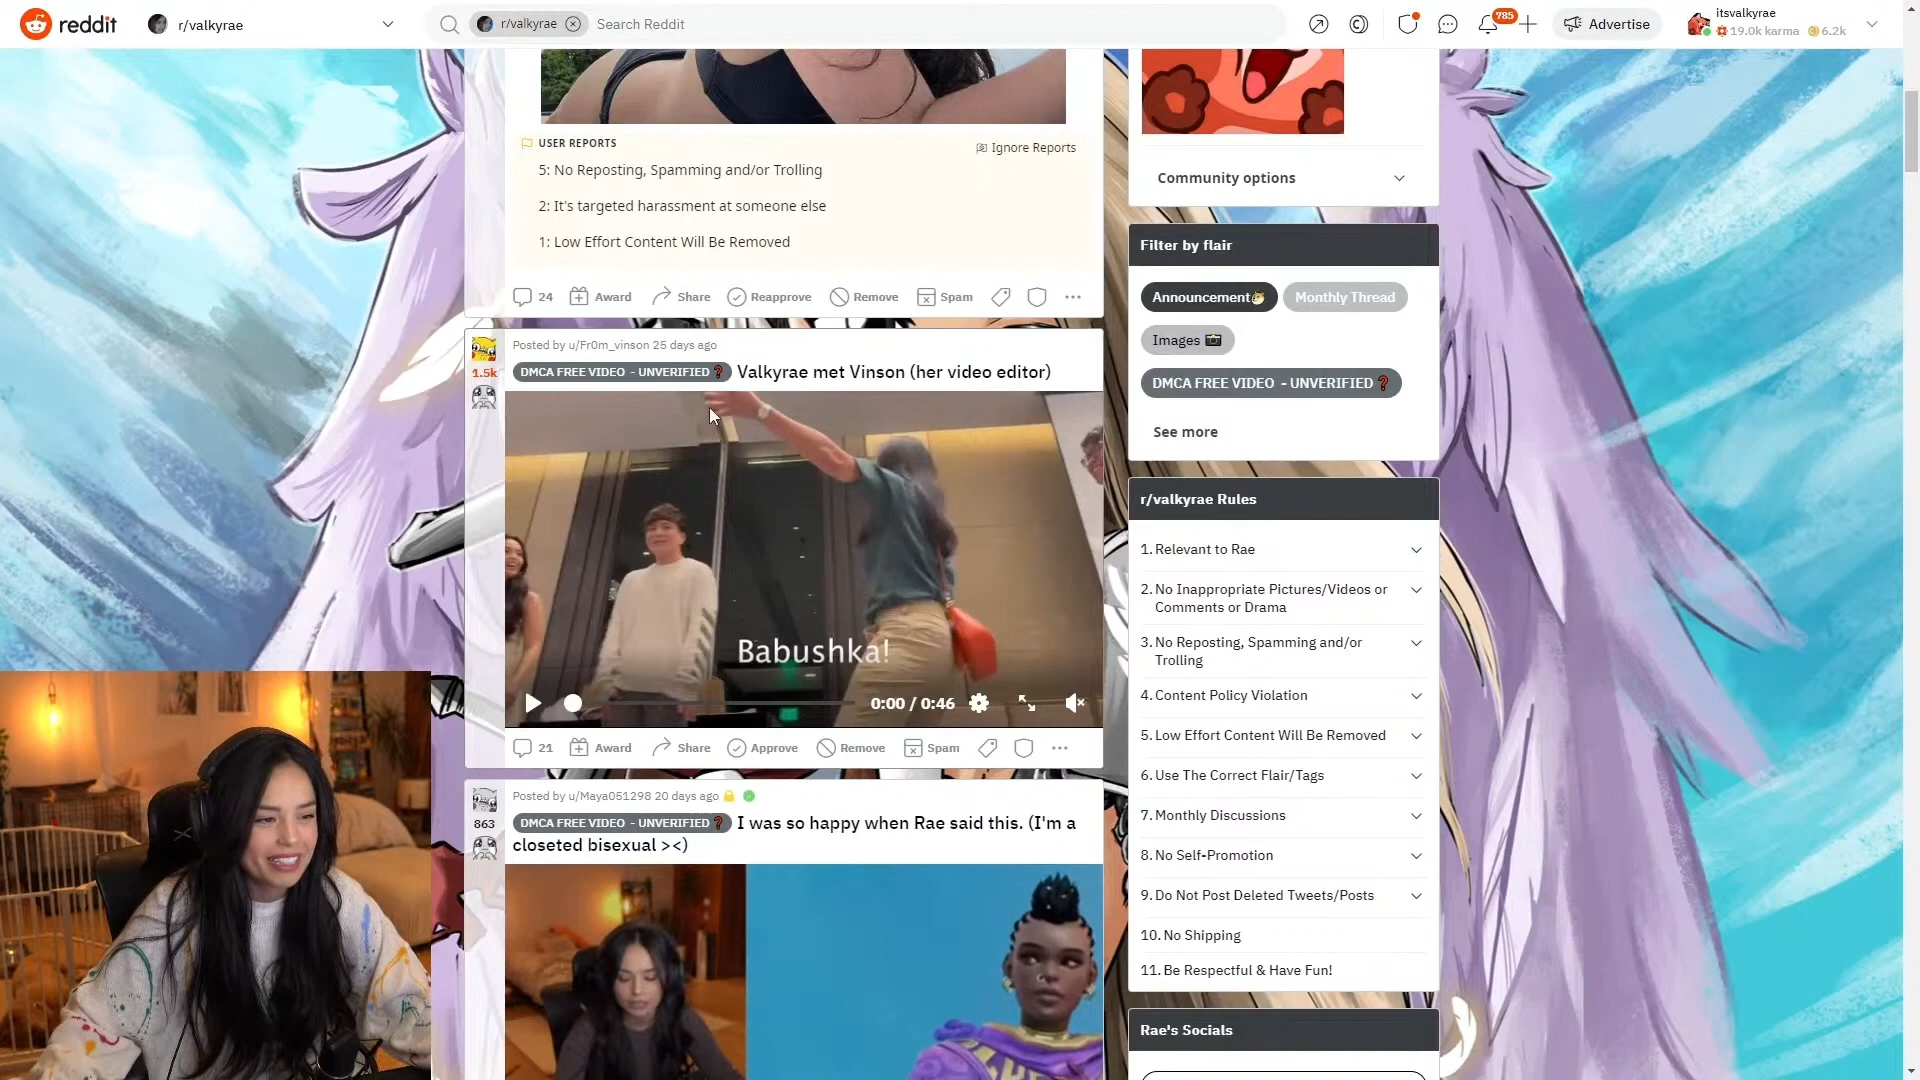 reddit
r/valkyrae
r/valkyrae
Search Reddit
785
Advertise
itsvalkyrae
19.0k karma
6.2k
USER REPORTS
Ignore Reports
5: No Reposting, Spamming and/or Trolling
2: It's targeted harassment at someone else
1: Low Effort Content Will Be Removed
24
Award
Share
Reapprove
Remove
Spam
Posted by u/Fr0m_vinson 25 days ago
1.5k
DMCA FREE VIDEO - UNVERIFIED❓ Valkyrae met Vinson (her video editor)
Babushka!
0:00 / 0:46
21
Award
Share
Approve
Remove
Spam
Posted by u/Maya051298 20 days ago
863
DMCA FREE VIDEO - UNVERIFIED❓ I was so happy when Rae said this. (I'm a
closeted bisexual ><)
Community options
Filter by flair
Announcement
Monthly Thread
Images 📷
DMCA FREE VIDEO - UNVERIFIED❓
See more
r/valkyrae Rules
1. Relevant to Rae
2. No Inappropriate Pictures/Videos or
Comments or Drama
3. No Reposting, Spamming and/or
Trolling
4. Content Policy Violation
5. Low Effort Content Will Be Removed
6. Use The Correct Flair/Tags
7. Monthly Discussions
8. No Self-Promotion
9. Do Not Post Deleted Tweets/Posts
10. No Shipping
11. Be Respectful & Have Fun!
Rae's Socials